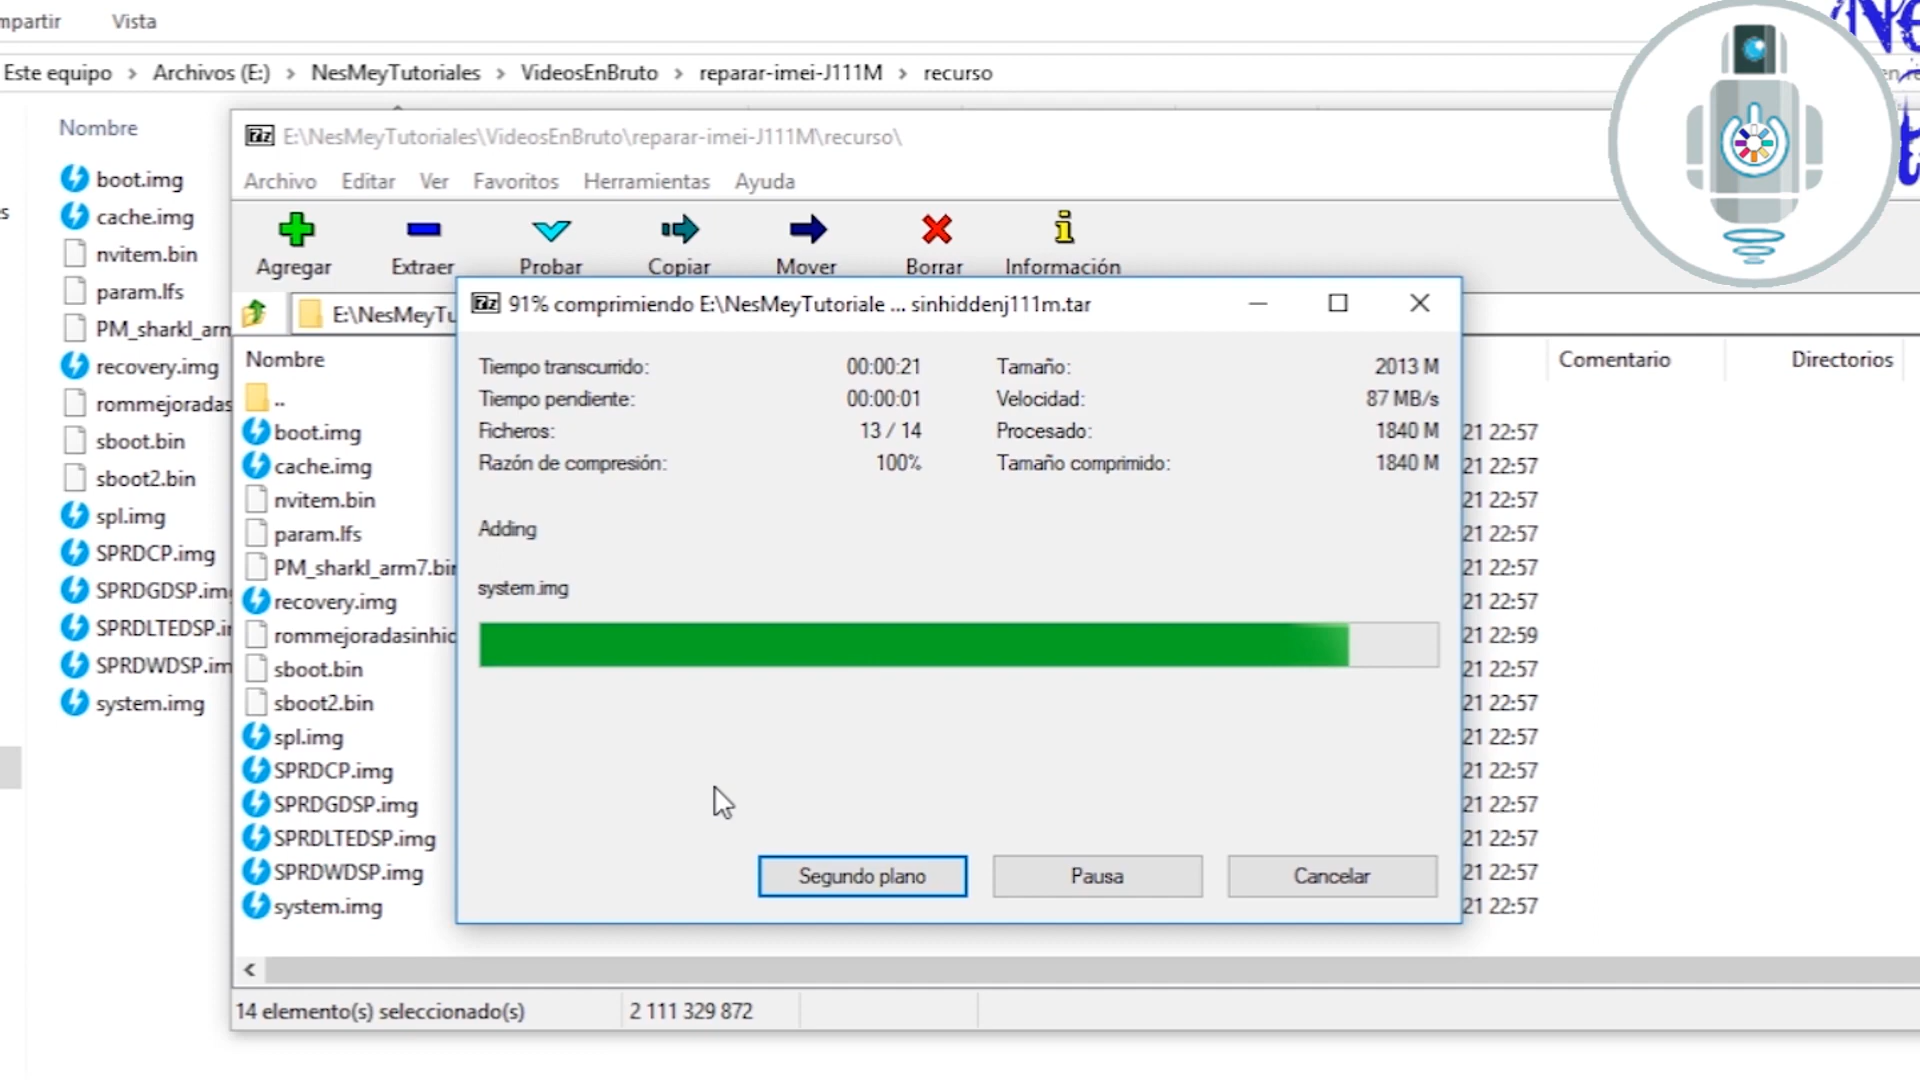 mpartir Vista
Este equipo > Archivos (E:) > NesMeyTutoriales > VideosEnBruto > reparar-imei-J111M > recurso
Nombre
boot.img
cache.img
nvitem.bin
param.lfs
PM_sharkl_arm
recovery.img
rommejoradas
sboot.bin
sboot2.bin
spl.img
SPRDCP.img
SPRDGDSP.im
SPRDLTEDSP.i
SPRDWDSP.im
system.img
E:\NesMeyTutoriales\VideosEnBruto\reparar-imei-J111M\recurso\
Archivo Editar Ver Favoritos Herramientas Ayuda
Agregar Extraer Probar Copiar Mover Borrar Información
E:\NesMeyTu
Nombre Comentario Directorios
..
boot.img 21 22:57
cache.img 21 22:57
nvitem.bin 21 22:57
param.lfs 21 22:57
PM_sharkl_arm7.bin 21 22:57
recovery.img 21 22:57
rommejoradasinhid 21 22:59
sboot.bin 21 22:57
sboot2.bin 21 22:57
spl.img 21 22:57
SPRDCP.img 21 22:57
SPRDGDSP.img 21 22:57
SPRDLTEDSP.img 21 22:57
SPRDWDSP.img 21 22:57
system.img 21 22:57
91% comprimiendo E:\NesMeyTutoriale ... sinhiddenj111m.tar
Tiempo transcurrido: 00:00:21 Tamaño: 2013 M
Tiempo pendiente: 00:00:01 Velocidad: 87 MB/s
Ficheros: 13 / 14 Procesado: 1840 M
Razón de compresión: 100% Tamaño comprimido: 1840 M
Adding
system.img
Segundo plano Pausa Cancelar
14 elemento(s) seleccionado(s) 2 111 329 872